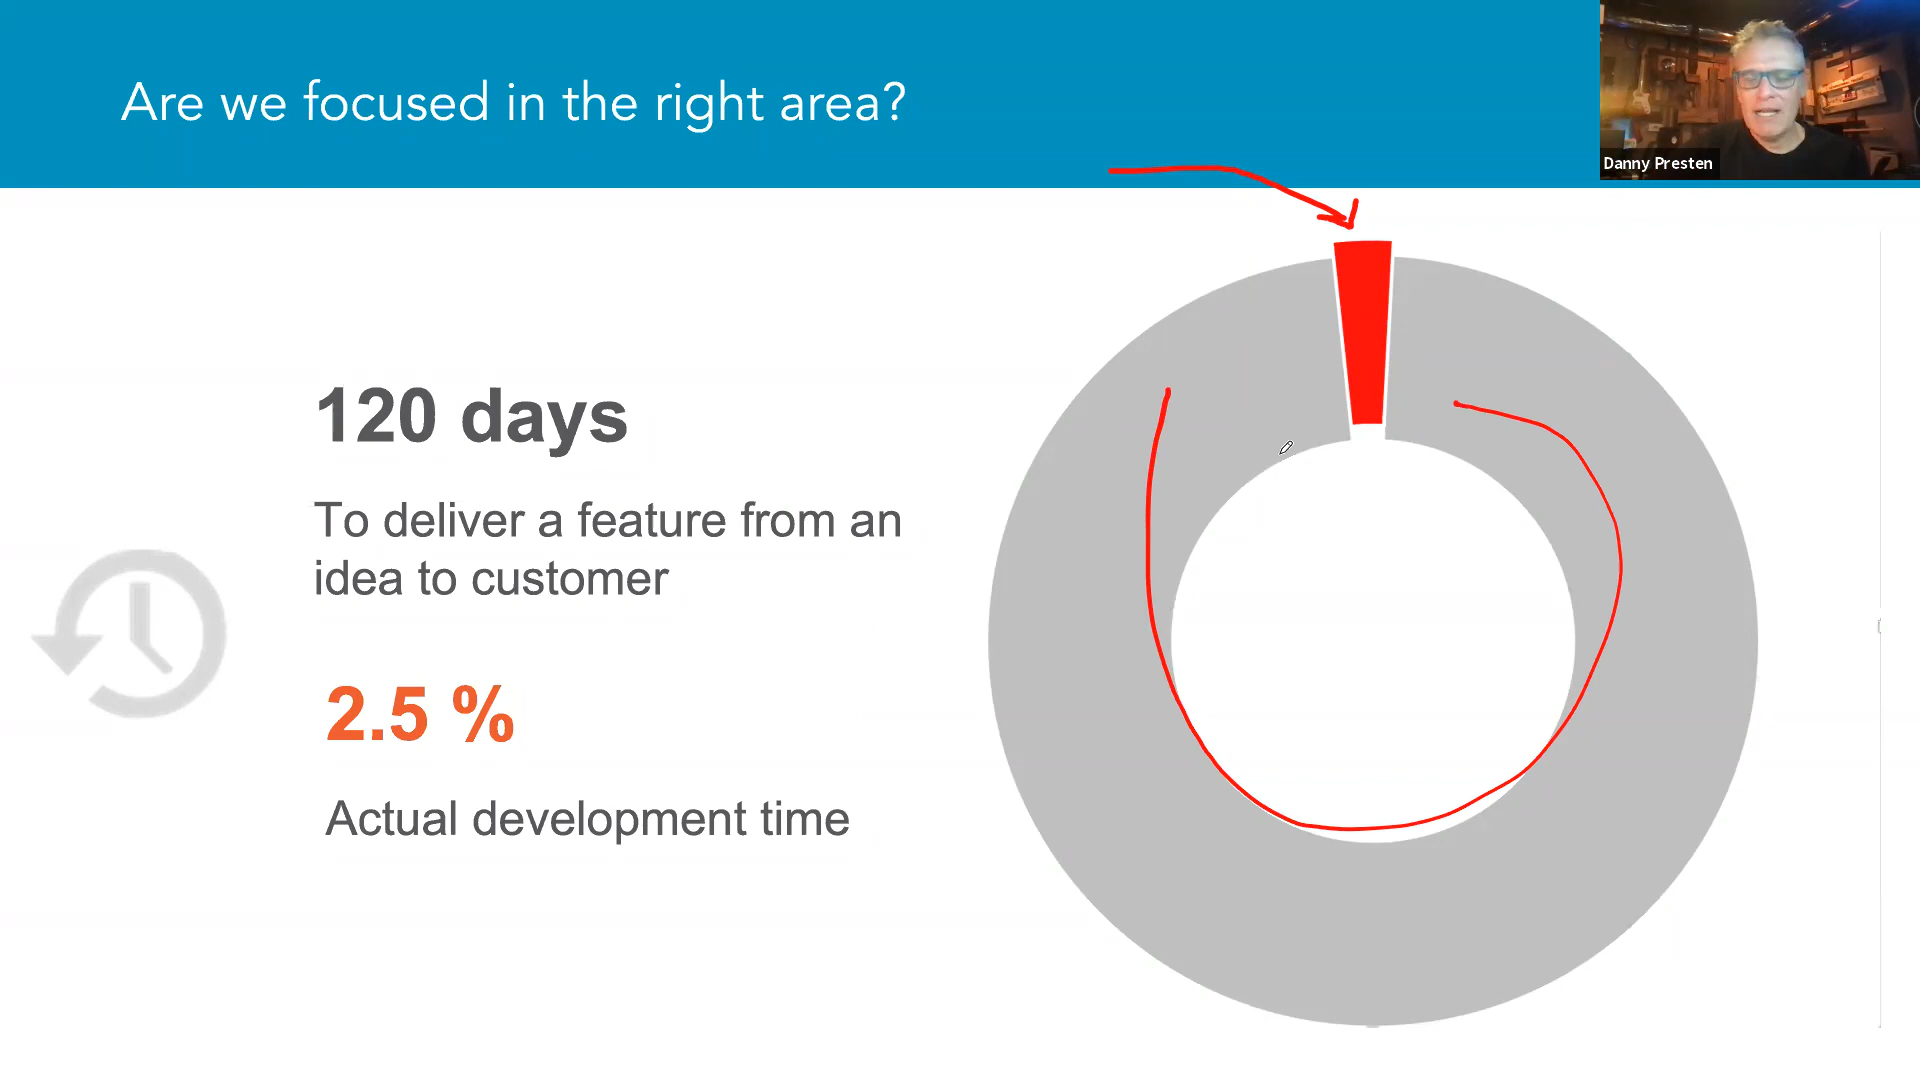 Are we focused in the right area?
Danny Presten
120 days
To deliver a feature from an
idea to customer
2.5 %
Actual development time